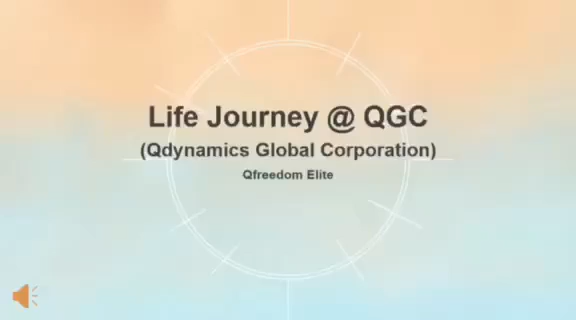 Life Journey @ QGC
(Qdynamics Global Corporation)
Qfreedom Elite